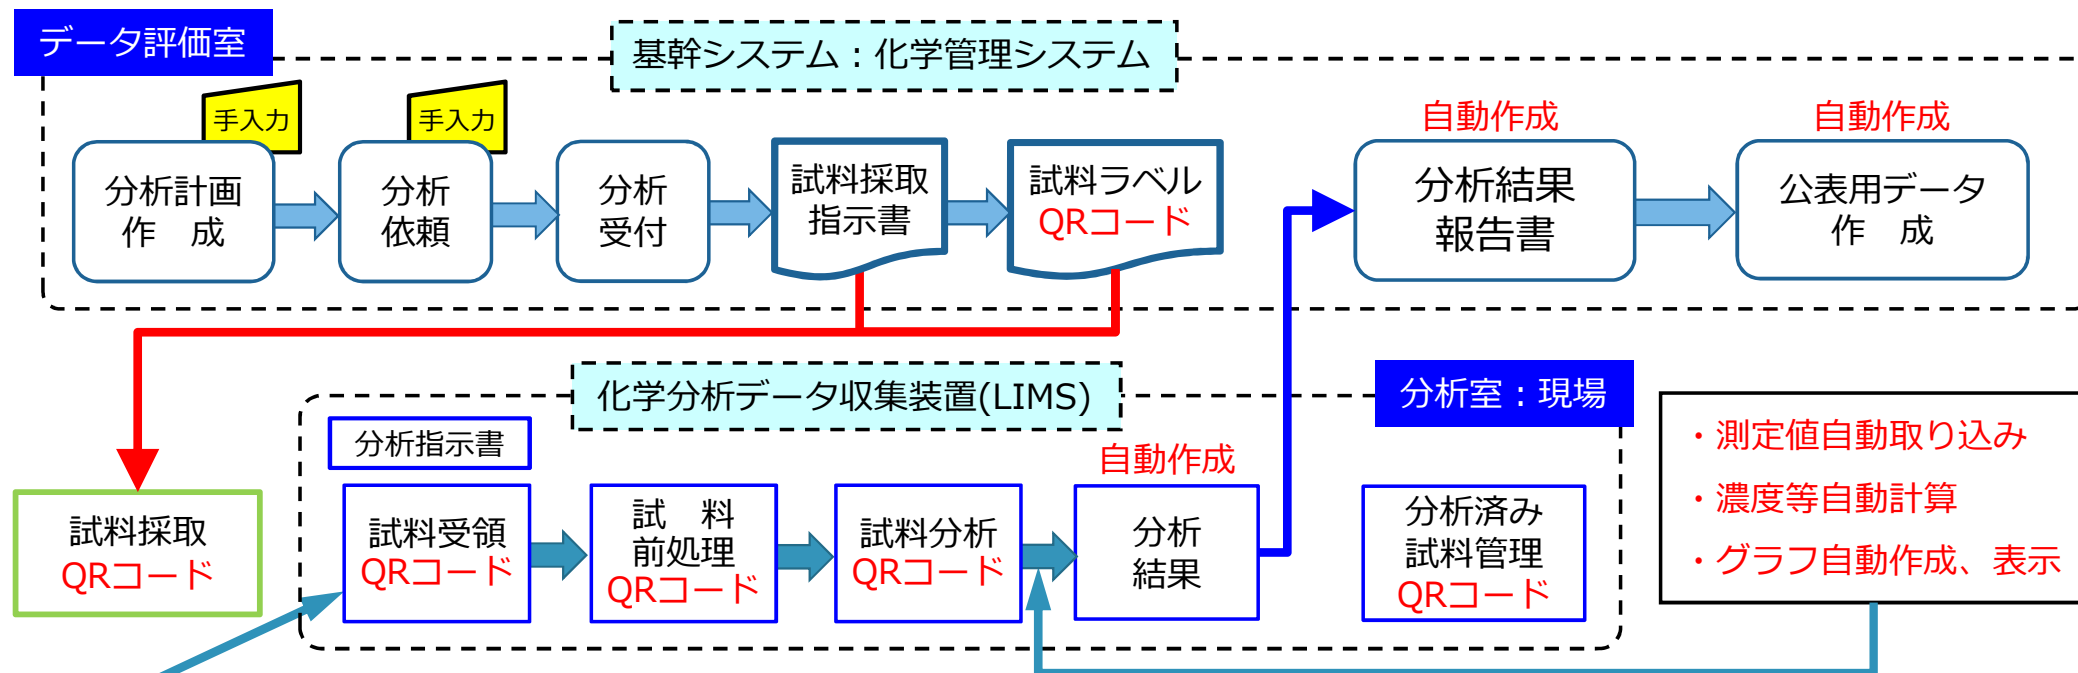 データ評価室
基幹システム：化学管理システム
手入力
手入力
自動作成
自動作成
分析計画
作　成
分析
依頼
分析
受付
試料採取
指示書
試料ラベル
QRコード
分析結果
報告書
公表用データ
作　成
化学分析データ収集装置(LIMS)
分析室：現場
分析指示書
自動作成
試料採取
QRコード
試料受領
QRコード
試　料
前処理
QRコード
試料分析
QRコード
分析
結果
分析済み
試料管理
QRコード
・測定値自動取り込み
・濃度等自動計算
・グラフ自動作成、表示